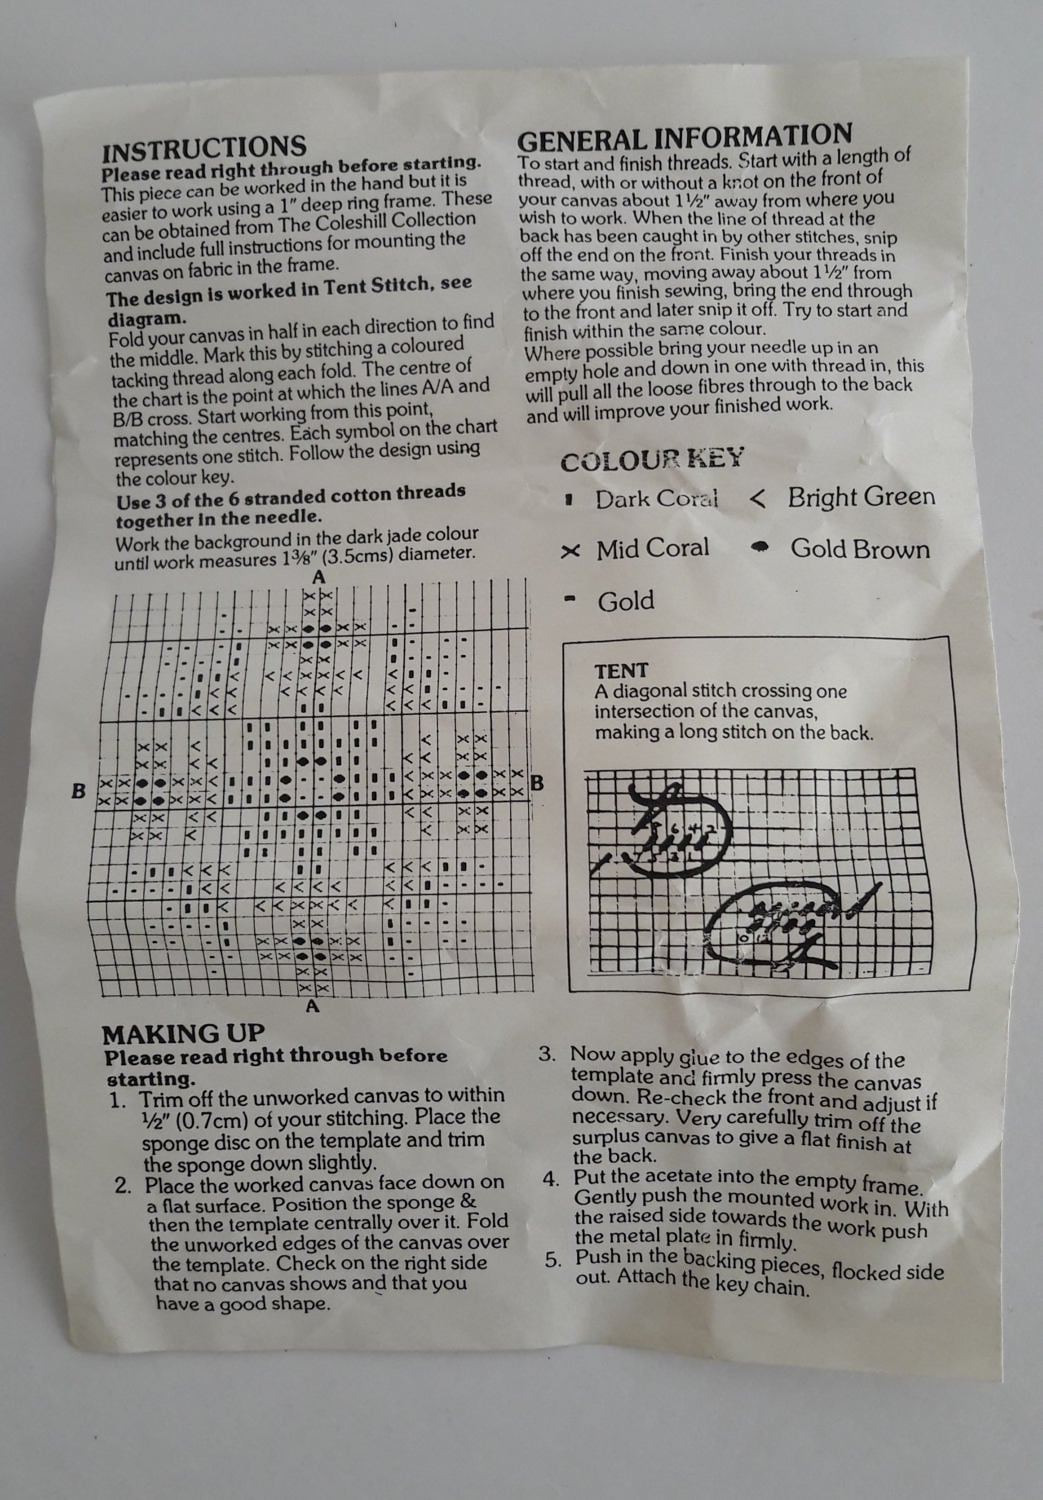 INSTRUCTIONS
Please read right through before starting.
This piece can be worked in the hand but it is
easier to work using a 1″ deep ring frame. These
can be obtained from The Coleshill Collection
and include full instructions for mounting the
canvas on fabric in the frame.
The design is worked in Tent Stitch, see
diagram.
Fold your canvas in half in each direction to find
the middle. Mark this by stitching a coloured
tacking thread along each fold. The centre of
the chart is the point at which the lines A/A and
B/B cross. Start working from this point,
matching the centres. Each symbol on the chart
represents one stitch. Follow the design using
the colour key.
Use 3 of the 6 stranded cotton threads
together in the needle.
Work the background in the dark jade colour
until work measures 1⅜″ (3.5cms) diameter.
A
B
B
A
GENERAL INFORMATION
To start and finish threads. Start with a length of
thread, with or without a knot on the front of
your canvas about 1½″ away from where you
wish to work. When the line of thread at the
back has been caught in by other stitches, snip
off the end on the front. Finish your threads in
the same way, moving away about 1½″ from
where you finish sewing, bring the end through
to the front and later snip it off. Try to start and
finish within the same colour.
Where possible bring your needle up in an
empty hole and down in one with thread in, this
will pull all the loose fibres through to the back
and will improve your finished work.
COLOUR KEY
Dark Coral
Bright Green
Mid Coral
Gold Brown
Gold
TENT
A diagonal stitch crossing one
intersection of the canvas,
making a long stitch on the back.
MAKING UP
Please read right through before
starting.
1. Trim off the unworked canvas to within
½″ (0.7cm) of your stitching. Place the
sponge disc on the template and trim
the sponge down slightly.
2. Place the worked canvas face down on
a flat surface. Position the sponge &
then the template centrally over it. Fold
the unworked edges of the canvas over
the template. Check on the right side
that no canvas shows and that you
have a good shape.
3. Now apply glue to the edges of the
template and firmly press the canvas
down. Re-check the front and adjust if
necessary. Very carefully trim off the
surplus canvas to give a flat finish at
the back.
4. Put the acetate into the empty frame.
Gently push the mounted work in. With
the raised side towards the work push
the metal plate in firmly.
5. Push in the backing pieces, flocked side
out. Attach the key chain.